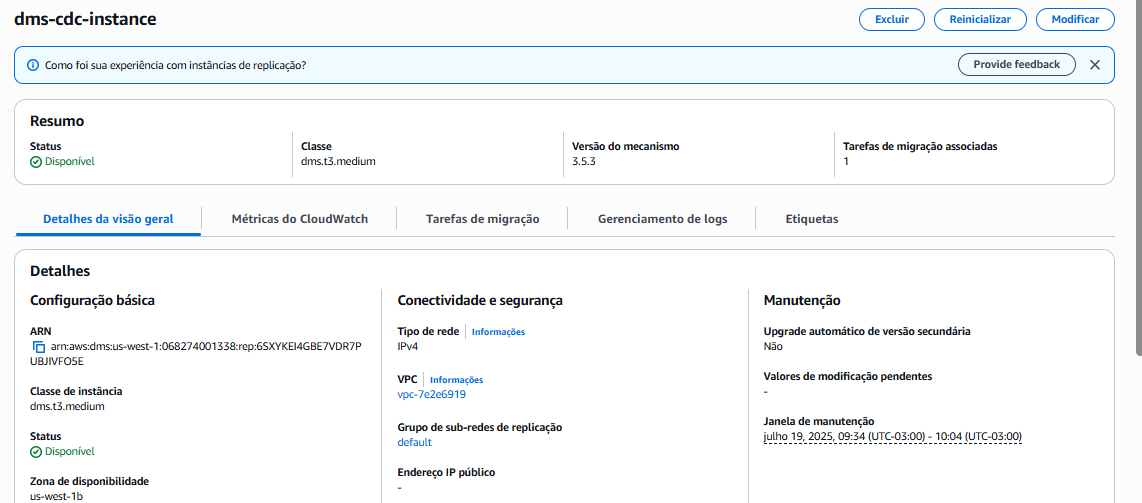 dms-cdc-instance
Excluir
Reinicializar
Modificar
Como foi sua experiência com instâncias de replicação?
Provide feedback
Resumo
Status
Disponível
Classe
dms.t3.medium
Versão do mecanismo
3.5.3
Tarefas de migração associadas
1
Detalhes da visão geral
Métricas do CloudWatch
Tarefas de migração
Gerenciamento de logs
Etiquetas
Detalhes
Configuração básica
ARN
arn:aws:dms:us-west-1:068274001338:rep:6SXYKEI4GBE7VDR7P
UBJIVFO5E
Classe de instância
dms.t3.medium
Status
Disponível
Zona de disponibilidade
us-west-1b
Conectividade e segurança
Tipo de rede
Informações
IPv4
VPC
Informações
vpc-7e2e6919
Grupo de sub-redes de replicação
default
Endereço IP público
-
Manutenção
Upgrade automático de versão secundária
Não
Valores de modificação pendentes
-
Janela de manutenção
julho 19, 2025, 09:34 (UTC-03:00) - 10:04 (UTC-03:00)